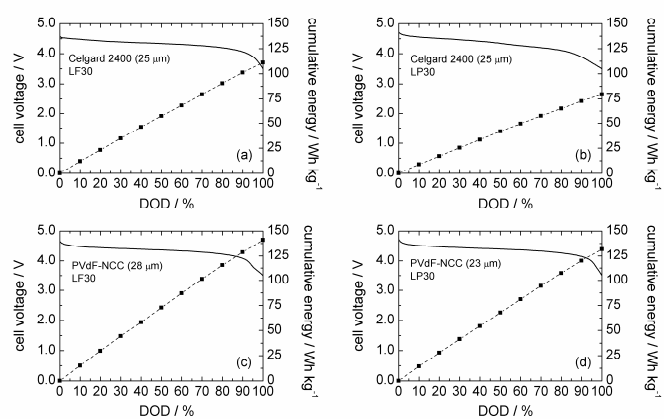 5.0 150
4.0 125
3.0 100
2.0 75
1.0 50
0.0 25
0
cell voltage / V
cumulative energy / Wh kg-1
Celgard 2400 (25 µm)
LF30
(a)
0 10 20 30 40 50 60 70 80 90 100
DOD / %
5.0 150
4.0 125
3.0 100
2.0 75
1.0 50
0.0 25
0
cell voltage / V
cumulative energy / Wh kg-1
Celgard 2400 (25 µm)
LP30
(b)
0 10 20 30 40 50 60 70 80 90 100
DOD / %
5.0 150
4.0 125
3.0 100
2.0 75
1.0 50
0.0 25
0
cell voltage / V
cumulative energy / Wh kg-1
PVdF-NCC (28 µm)
LF30
(c)
0 10 20 30 40 50 60 70 80 90 100
DOD / %
5.0 150
4.0 125
3.0 100
2.0 75
1.0 50
0.0 25
0
cell voltage / V
cumulative energy / Wh kg-1
PVdF-NCC (23 µm)
LP30
(d)
0 10 20 30 40 50 60 70 80 90 100
DOD / %